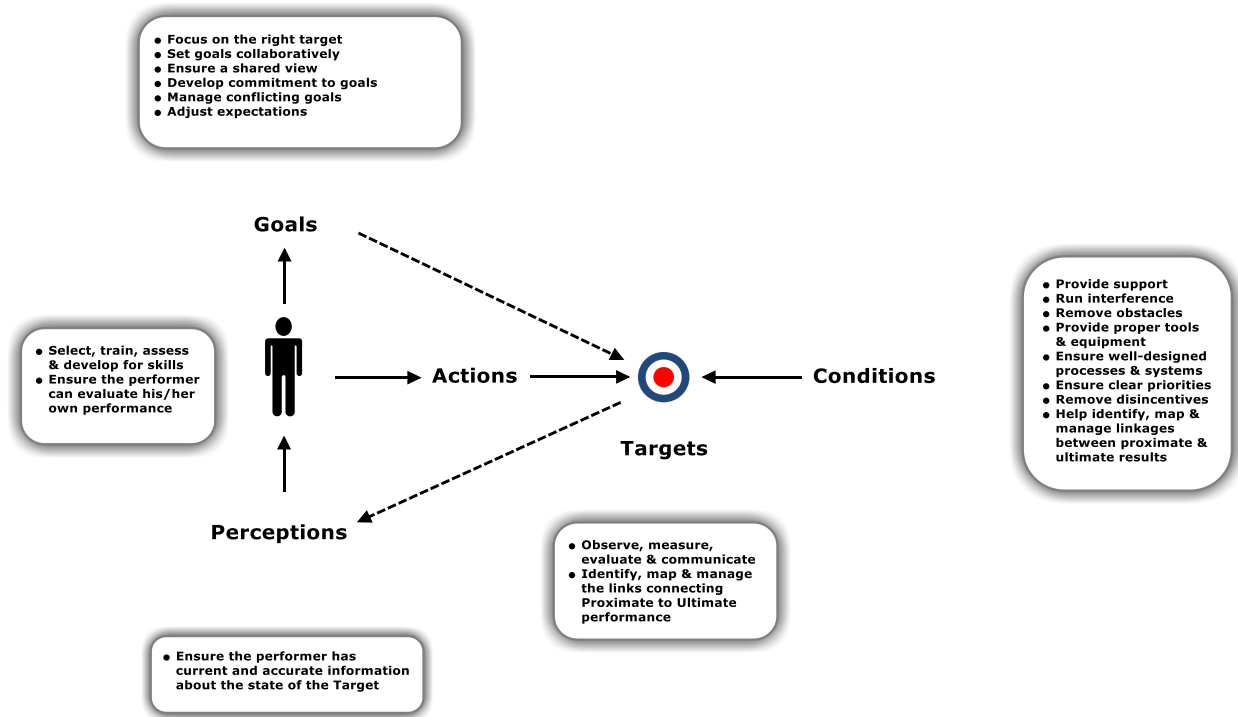 ● Focus on the right target
● Set goals collaboratively
● Ensure a shared view
● Develop commitment to goals
● Manage conflicting goals
● Adjust expectations
Goals
● Select, train, assess
& develop for skills
● Ensure the performer
can evaluate his/her
own performance
Actions
Targets
Conditions
● Provide support
● Run interference
● Remove obstacles
● Provide proper tools
& equipment
● Ensure well-designed
processes & systems
● Ensure clear priorities
● Remove disincentives
● Help identify, map &
manage linkages
between proximate &
ultimate results
Perceptions
● Observe, measure,
evaluate & communicate
● Identify, map & manage
the links connecting
Proximate to Ultimate
performance
● Ensure the performer has
current and accurate information
about the state of the Target